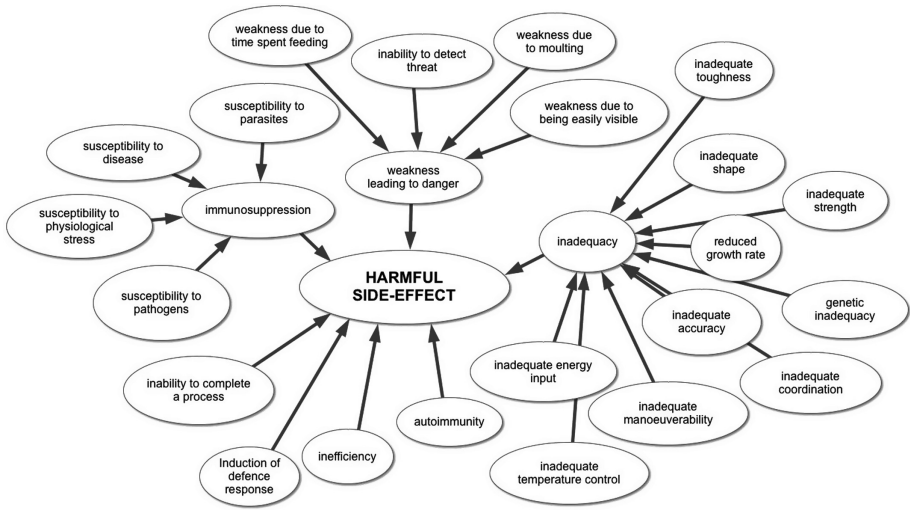 weakness due to
time spent feeding
inability to detect
threat
weakness due
to moulting
inadequate
toughness
susceptibility to
parasites
weakness due to
being easily visible
susceptibility to
disease
weakness
leading to danger
inadequate
shape
immunosuppression
inadequate
strength
susceptibility to
physiological
stress
inadequacy
reduced
growth rate
HARMFUL
SIDE-EFFECT
susceptibility to
pathogens
genetic
inadequacy
inadequate
accuracy
inability to complete
a process
inadequate energy
input
inadequate
coordination
autoimmunity
inadequate
manoeuverability
Induction of
defence
response
inefficiency
inadequate
temperature control